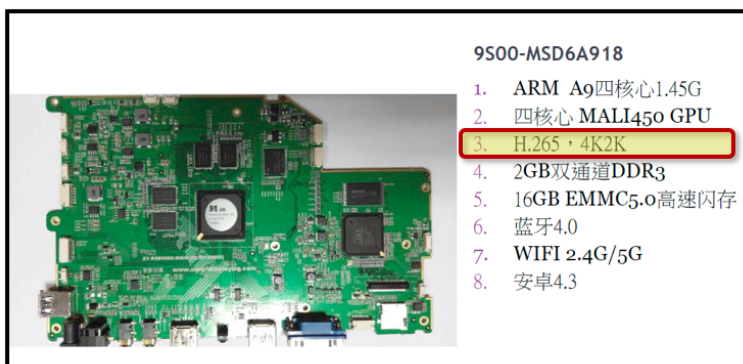 9S00-MSD6A918
1. ARM A9四核心1.45G
2. 四核心 MALI450 GPU
3. H.265，4K2K
4. 2GB双通道DDR3
5. 16GB EMMC5.0高速闪存
6. 蓝牙4.0
7. WIFI 2.4G/5G
8. 安卓4.3